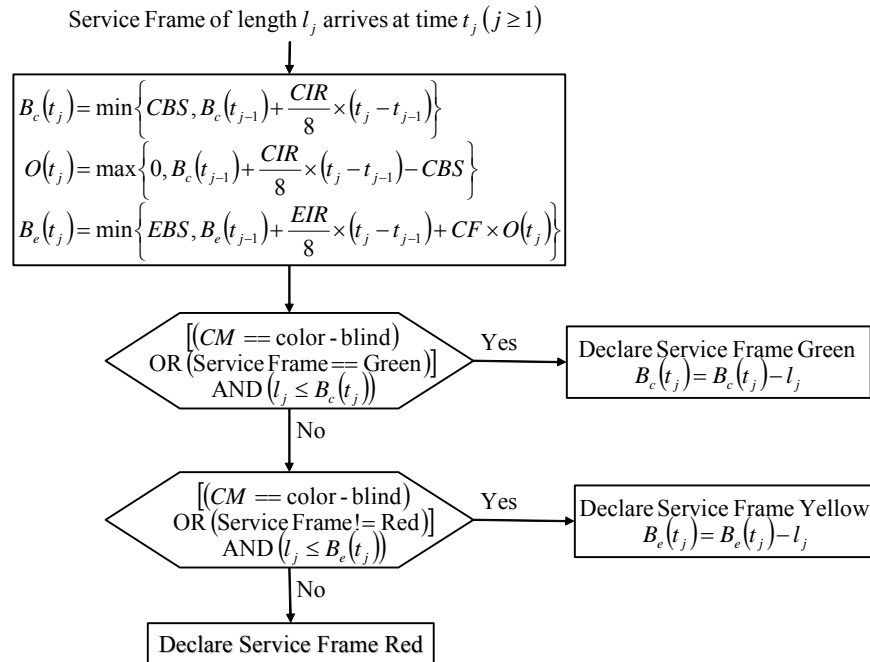 Service Frame of length l_j arrives at time t_j (j ≥ 1)
B_c(t_j) = min{CBS, B_c(t_{j-1}) + CIR/8 × (t_j − t_{j-1})}
O(t_j) = max{0, B_c(t_{j-1}) + CIR/8 × (t_j − t_{j-1}) − CBS}
B_e(t_j) = min{EBS, B_e(t_{j-1}) + EIR/8 × (t_j − t_{j-1}) + CF × O(t_j)}
[(CM == color - blind)
OR (Service Frame == Green)]
AND (l_j ≤ B_c(t_j))
Yes
Declare Service Frame Green
B_c(t_j) = B_c(t_j) − l_j
No
[(CM == color - blind)
OR (Service Frame != Red)]
AND (l_j ≤ B_e(t_j))
Yes
Declare Service Frame Yellow
B_e(t_j) = B_e(t_j) − l_j
No
Declare Service Frame Red